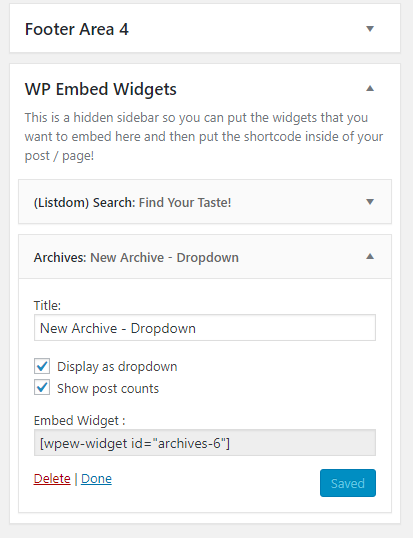 Footer Area 4
WP Embed Widgets
This is a hidden sidebar so you can put the widgets that you
want to embed here and then put the shortcode inside of your
post / page!
(Listdom) Search: Find Your Taste!
Archives: New Archive - Dropdown
Title:
New Archive - Dropdown
Display as dropdown
Show post counts
Embed Widget :
[wpew-widget id="archives-6"]
Delete | Done
Saved